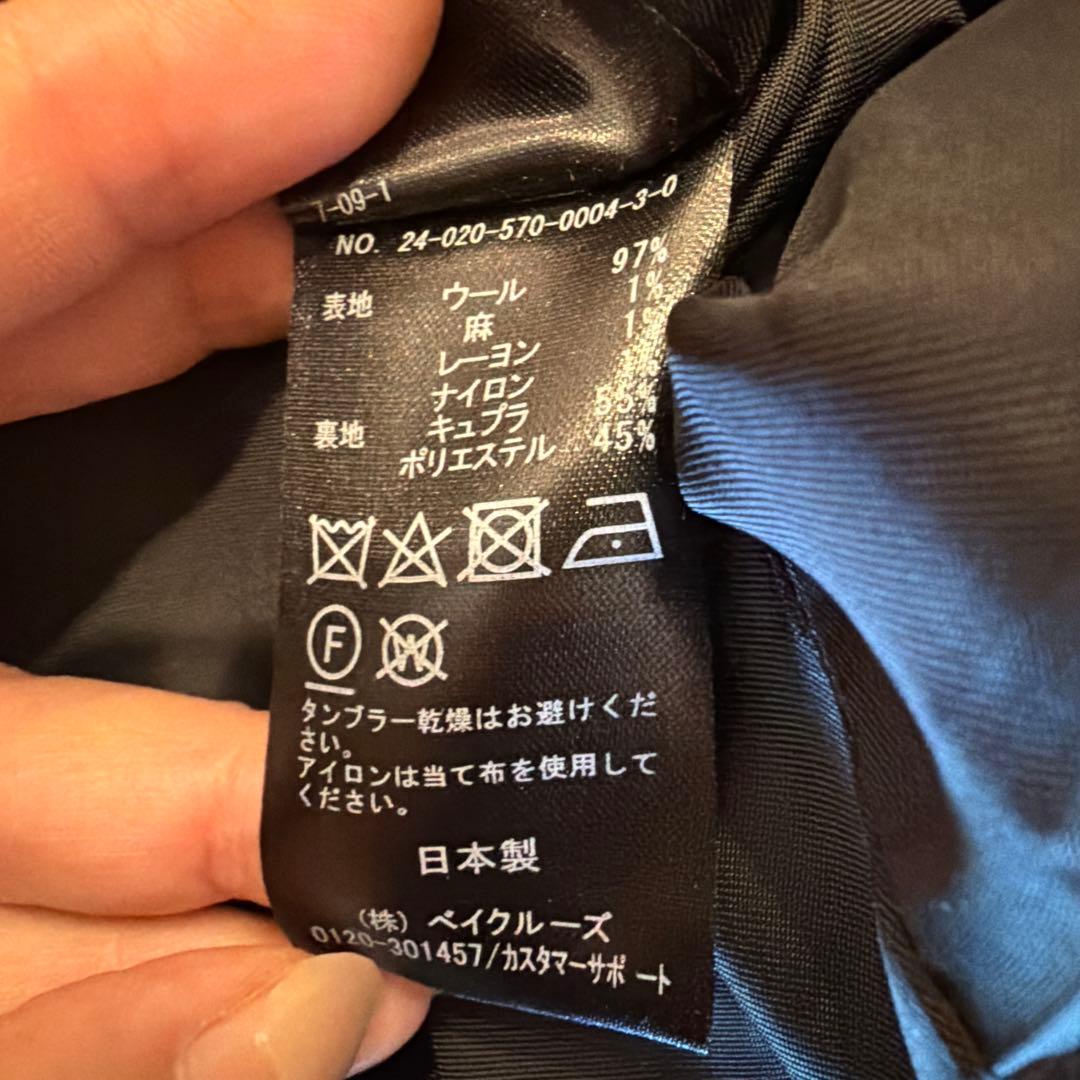 7-09-1
NO. 24-020-570-0004-3-0
表地 ウール 97%
麻 1%
レーヨン 1%
ナイロン 1%
裏地 キュプラ 55%
ポリエステル 45%
F
W
タンブラー乾燥はお避けくだ
さい。
アイロンは当て布を使用して
ください。
日本製
(株) ベイクルーズ
0120-301457/カスタマーサポート